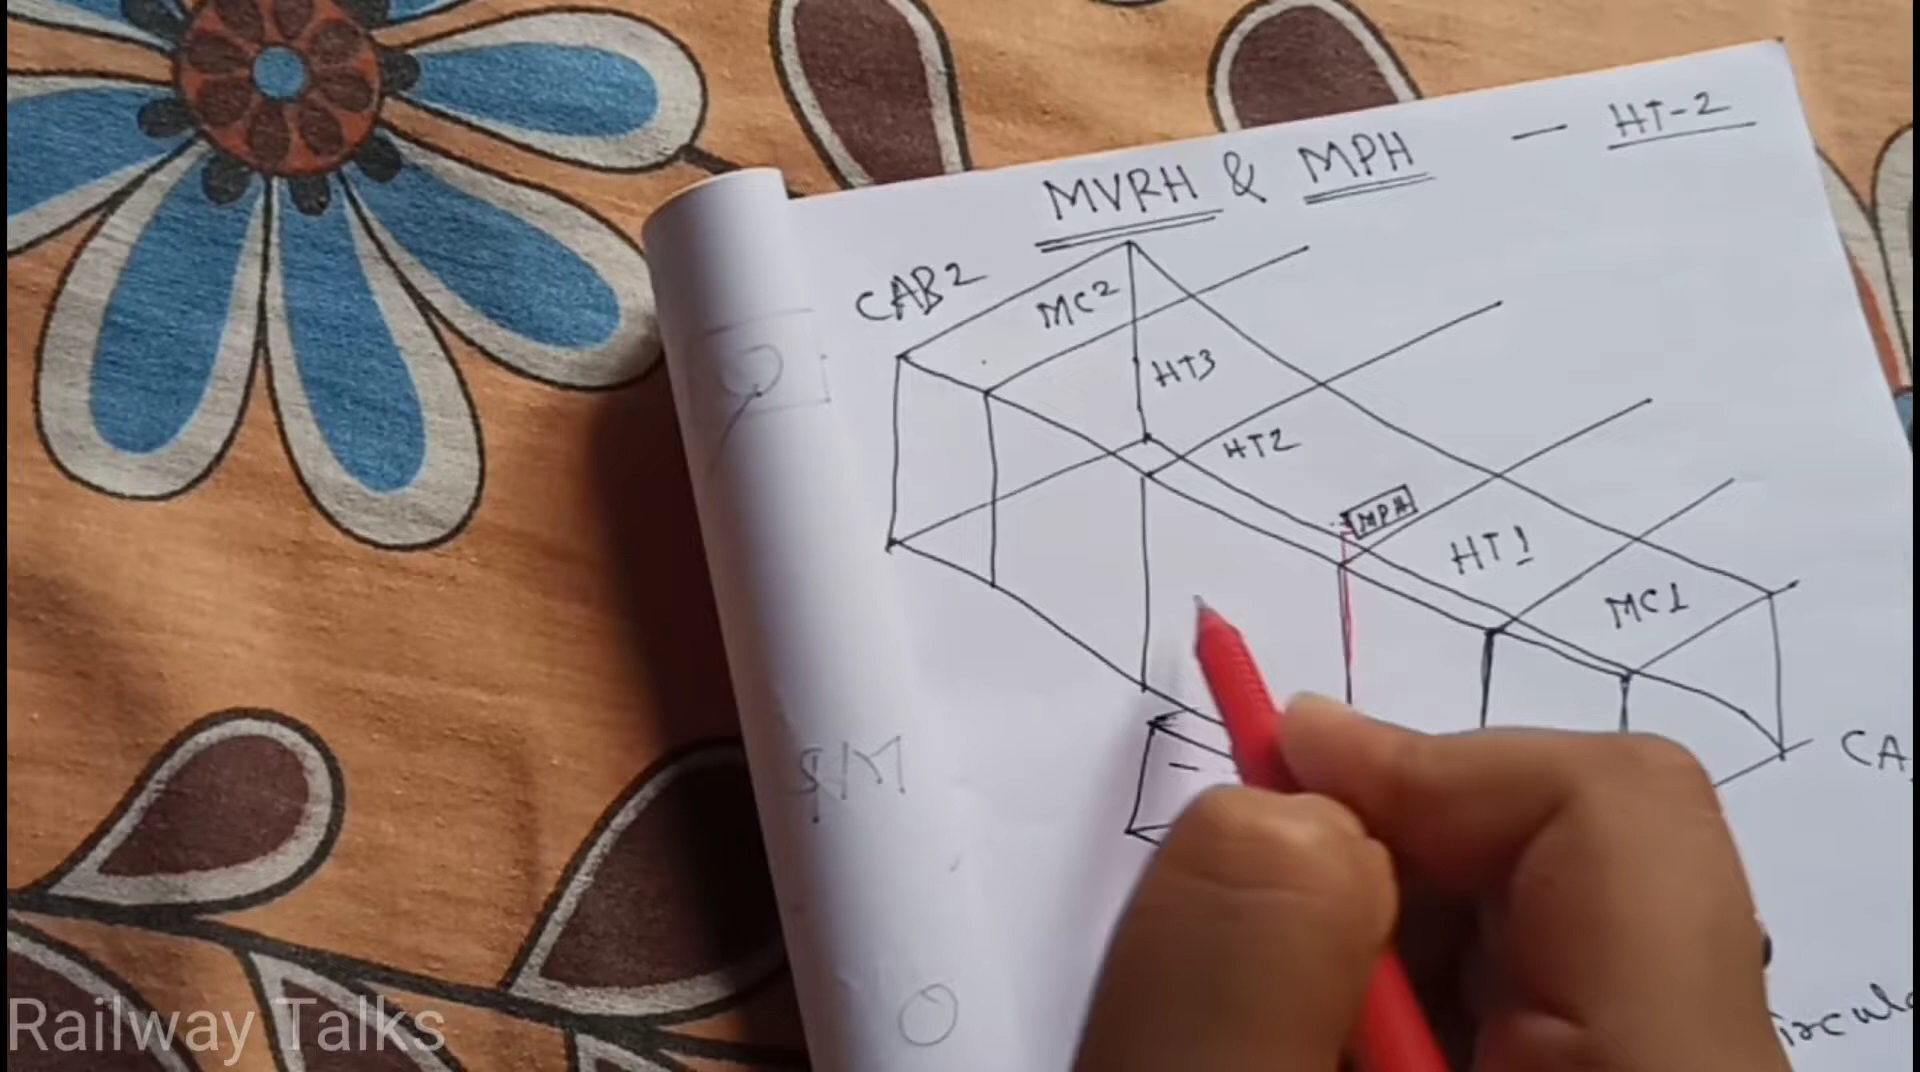 MVRH & MPH — HT-2
CAB2
MC2
HT3
HT2
MPH
HT1
MC1
CA
S/M
Railway Talks